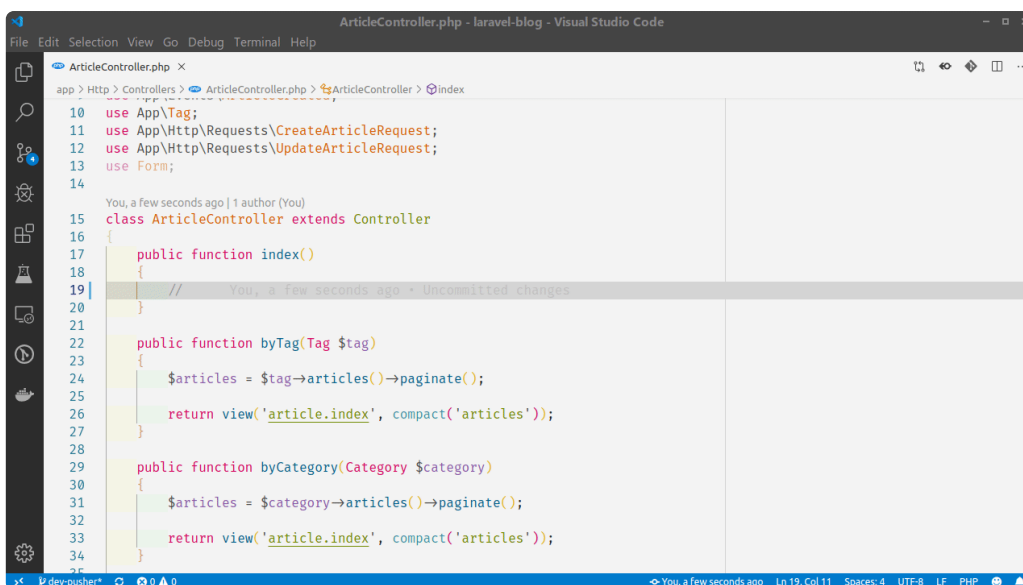 ArticleController.php - laravel-blog - Visual Studio Code
File Edit Selection View Go Debug Terminal Help
ArticleController.php ×
app > Http > Controllers > ArticleController.php > ArticleController > index
10 use App\Tag;
11 use App\Http\Requests\CreateArticleRequest;
12 use App\Http\Requests\UpdateArticleRequest;
13 use Form;
14
You, a few seconds ago | 1 author (You)
15 class ArticleController extends Controller
16 {
17 public function index()
18 {
19 // You, a few seconds ago • Uncommitted changes
20 }
21
22 public function byTag(Tag $tag)
23 {
24 $articles = $tag->articles()->paginate();
25
26 return view('article.index', compact('articles'));
27 }
28
29 public function byCategory(Category $category)
30 {
31 $articles = $category->articles()->paginate();
32
33 return view('article.index', compact('articles'));
34 }
4
dev-pusher* 0 0 You, a few seconds ago Ln 19, Col 11 Spaces: 4 UTF-8 LF PHP